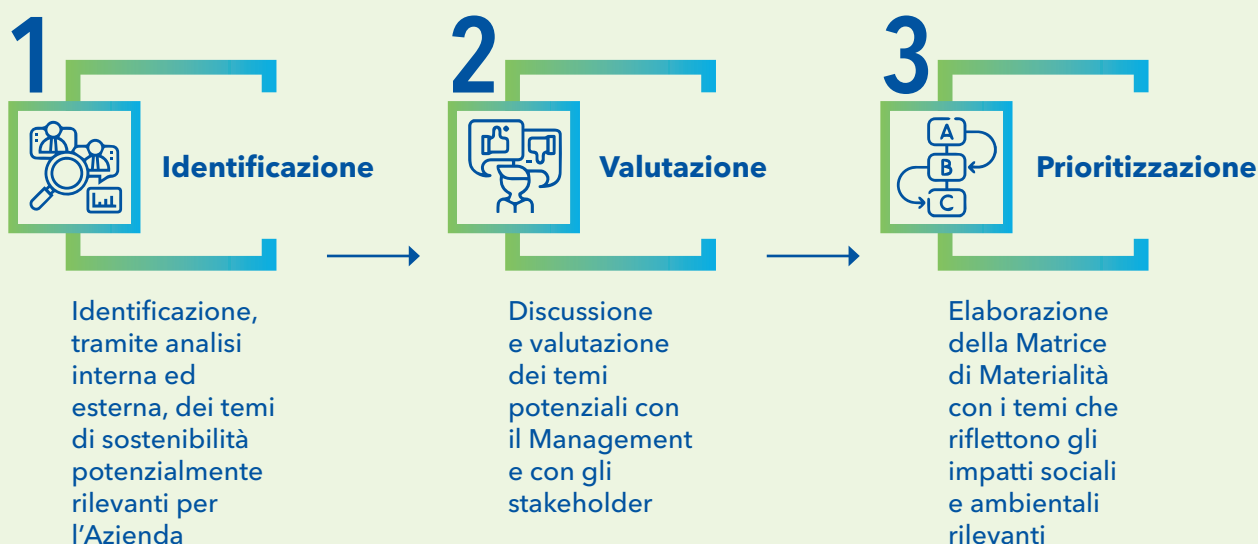 1
Identificazione
Identificazione,
tramite analisi
interna ed
esterna, dei temi
di sostenibilità
potenzialmente
rilevanti per
l'Azienda
2
Valutazione
Discussione
e valutazione
dei temi
potenziali con
il Management
e con gli
stakeholder
3
A
B
C
Prioritizzazione
Elaborazione
della Matrice
di Materialità
con i temi che
riflettono gli
impatti sociali
e ambientali
rilevanti